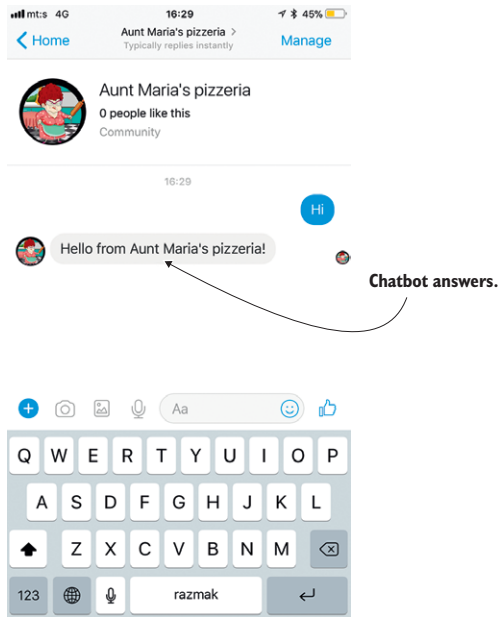 mt:s 4G 16:29 45%
Home Aunt Maria's pizzeria Manage
Typically replies instantly
Aunt Maria's pizzeria
0 people like this
Community
16:29
Hi
Hello from Aunt Maria's pizzeria!
Chatbot answers.
Aa
Q W E R T Y U I O P
A S D F G H J K L
Z X C V B N M
123 razmak